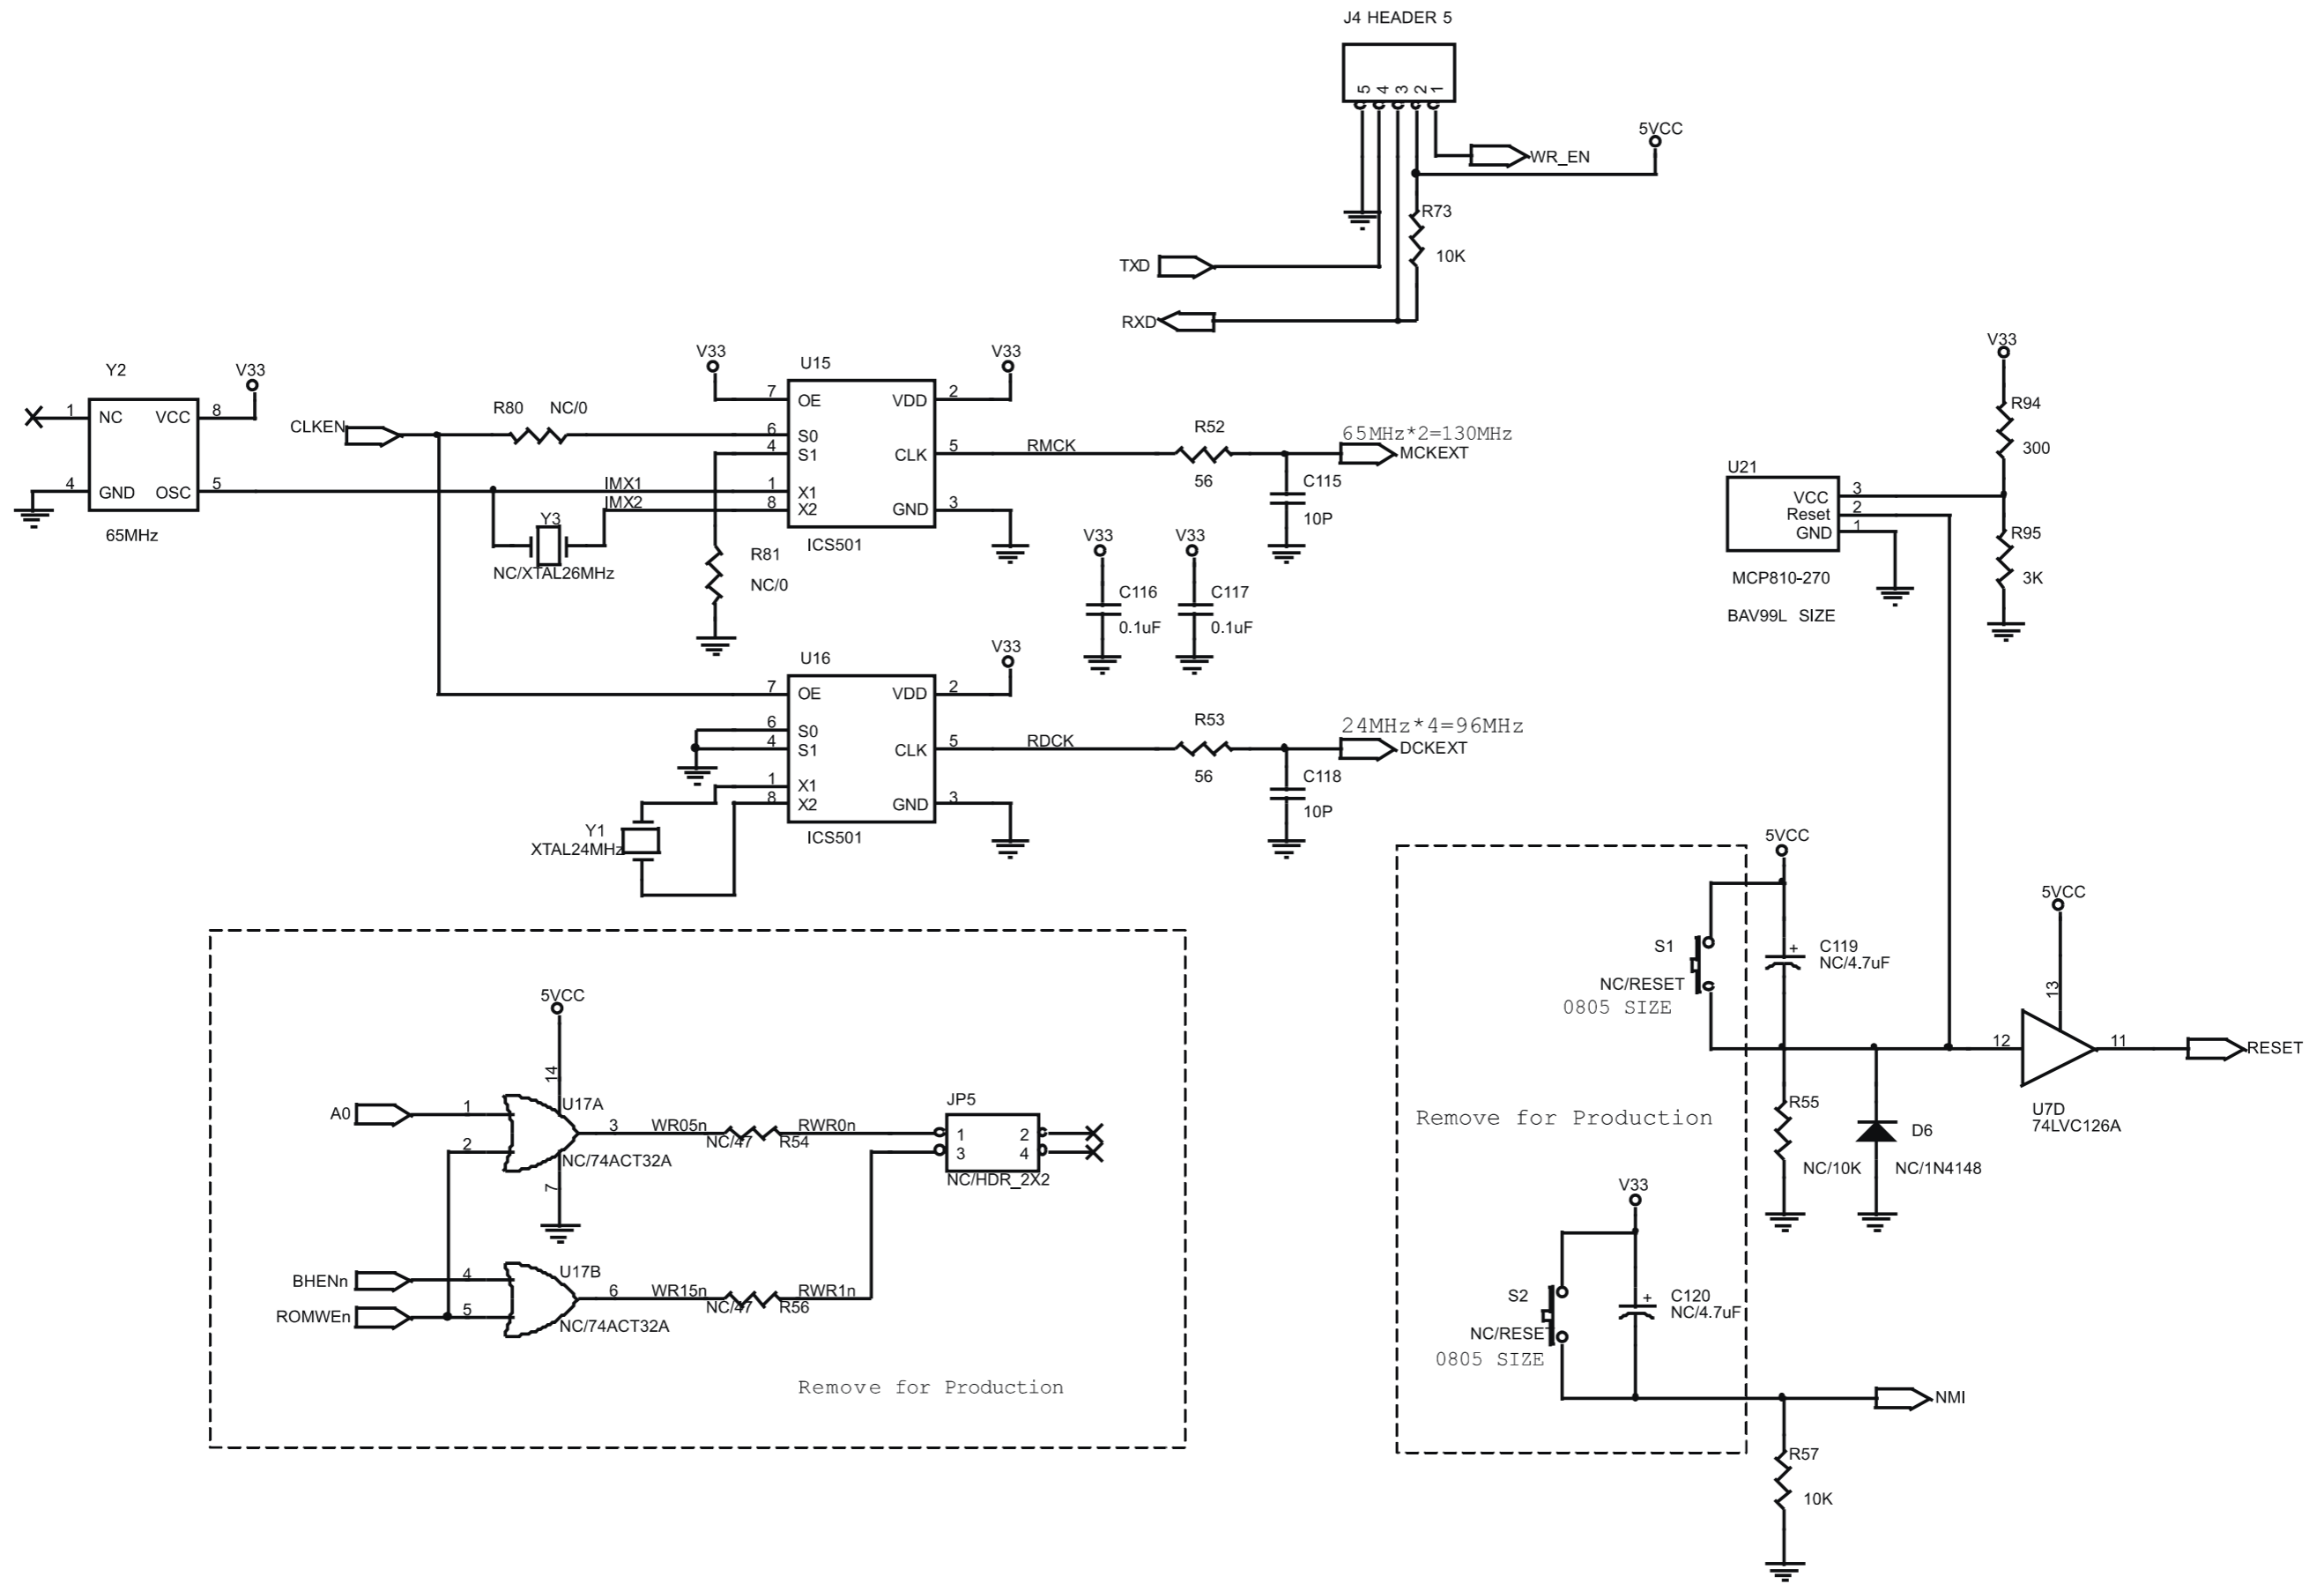 J4 HEADER 5
5 4 3 2 1
5VCC
WR_EN
R73
10K
TXD
RXD
Y2
V33
1 NC VCC 8
4 GND OSC 5
65MHz
CLKEN
R80 NC/0
V33
U15
V33
7 OE VDD 2
6 S0
4 S1 CLK 5
1 X1
8 X2 GND 3
ICS501
IMX1
IMX2
Y3
NC/XTAL26MHz
R81
NC/0
RMCK
R52
56
65MHz*2=130MHz
MCKEXT
C115
10P
V33
C116
0.1uF
V33
C117
0.1uF
U16
V33
7 OE VDD 2
6 S0
4 S1 CLK 5
1 X1
8 X2 GND 3
ICS501
Y1
XTAL24MHz
RDCK
R53
56
24MHz*4=96MHz
DCKEXT
C118
10P
V33
R94
300
U21
VCC 3
Reset 2
GND 1
MCP810-270
BAV99L SIZE
R95
3K
5VCC
14
A0
1
2
U17A
3
NC/74ACT32A
7
WR05n
NC/47
R54
RWR0n
JP5
1 2
3 4
NC/HDR_2X2
BHENn
ROMWEn
4
5
U17B
6
NC/74ACT32A
WR15n
NC/47
R56
RWR1n
Remove for Production
5VCC
S1
NC/RESET
0805 SIZE
C119
NC/4.7uF
5VCC
13
12
11
RESET
U7D
74LVC126A
Remove for Production
R55
NC/10K
D6
NC/1N4148
V33
S2
NC/RESET
0805 SIZE
C120
NC/4.7uF
NMI
R57
10K